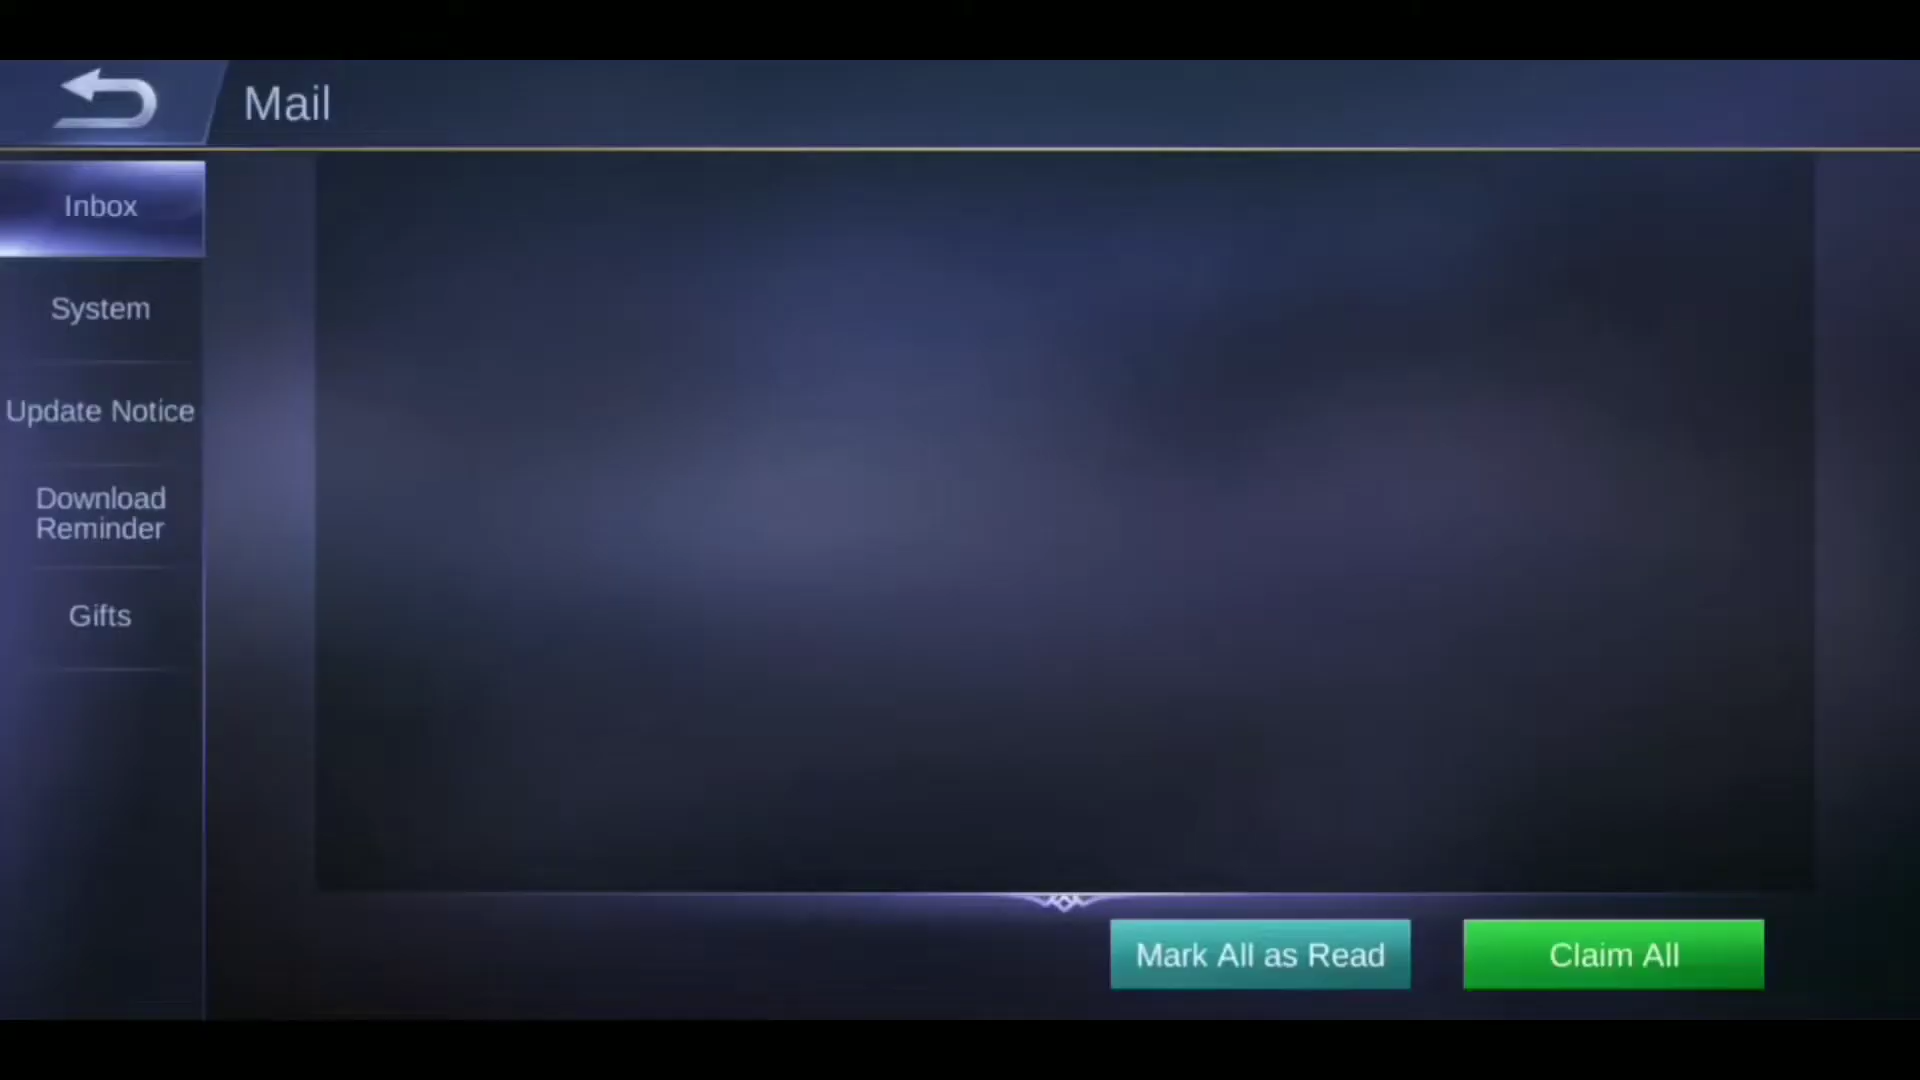 Mail
Inbox
System
Update Notice
Download
Reminder
Gifts
Mark All as Read
Claim All